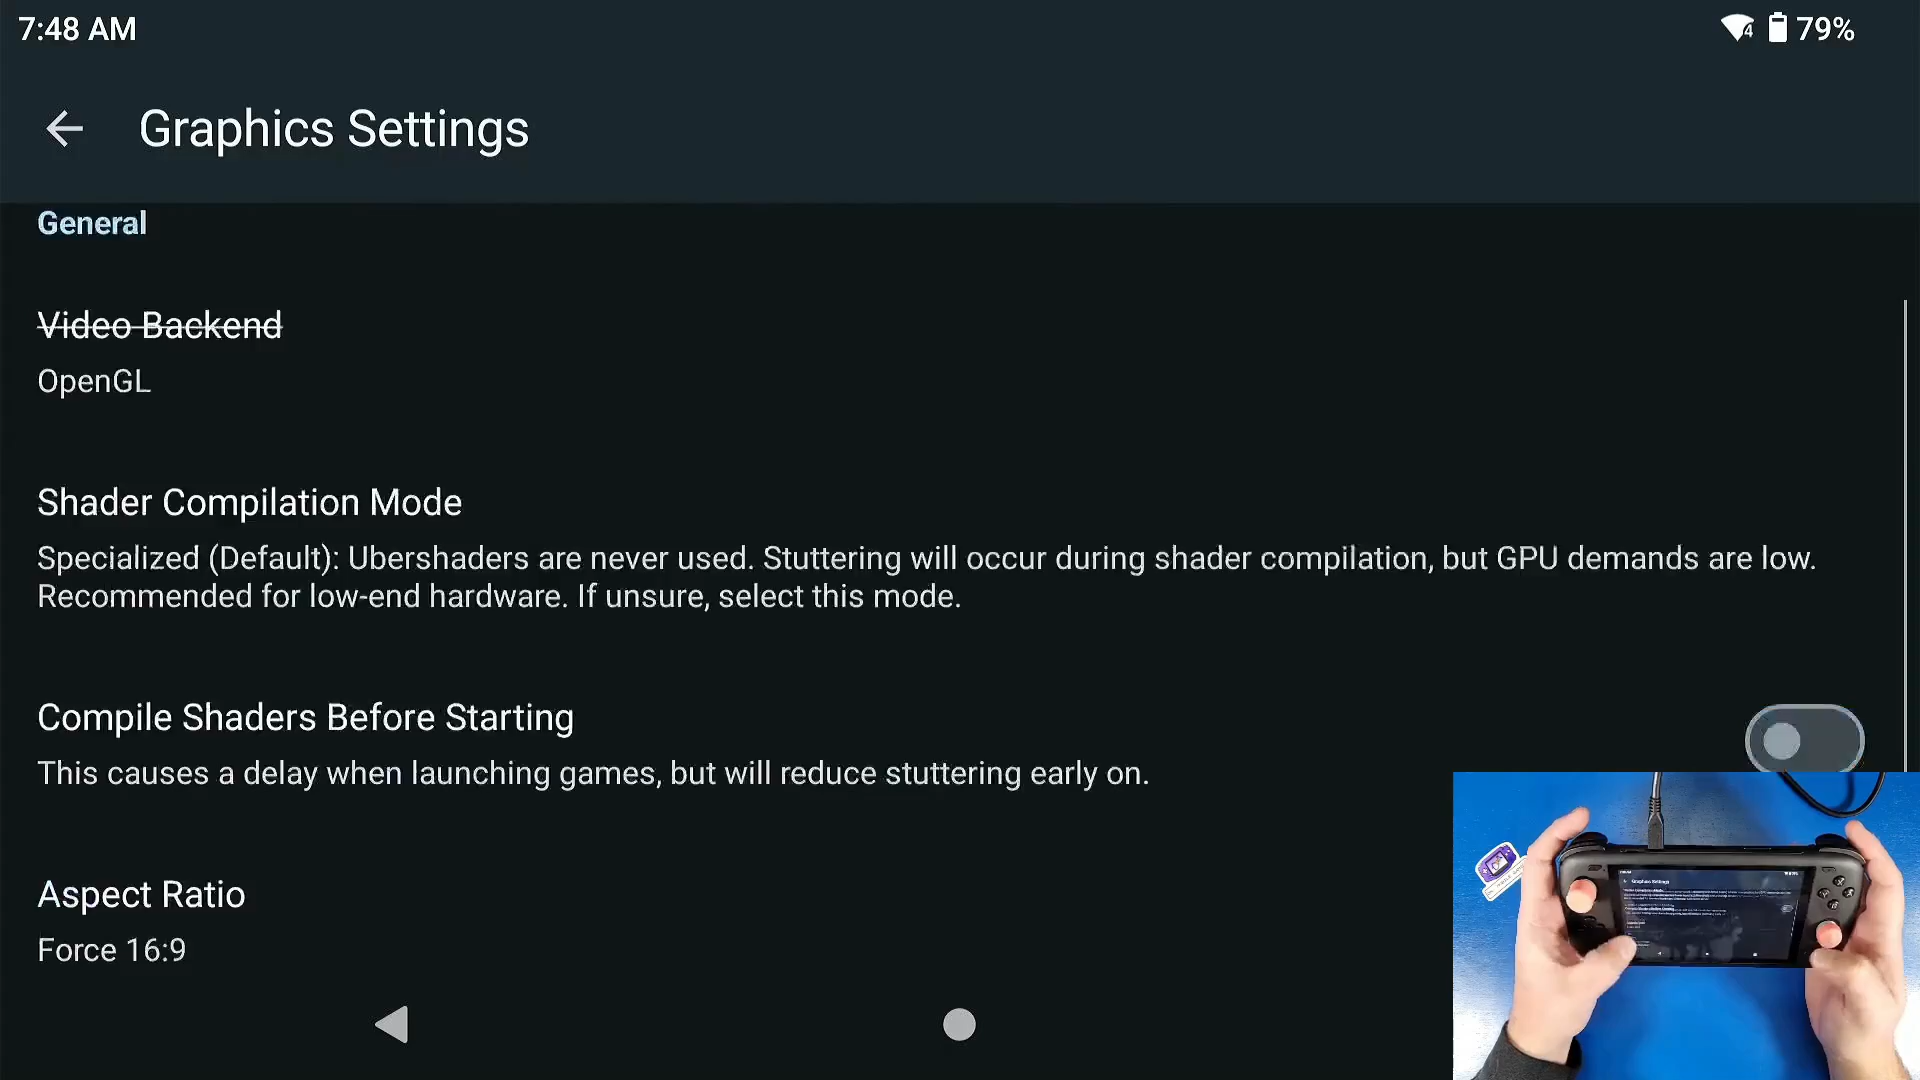 7:48 AM
4 79%
Graphics Settings
General
Video Backend
OpenGL
Shader Compilation Mode
Specialized (Default): Ubershaders are never used. Stuttering will occur during shader compilation, but GPU demands are low.
Recommended for low-end hardware. If unsure, select this mode.
Compile Shaders Before Starting
This causes a delay when launching games, but will reduce stuttering early on.
Aspect Ratio
Force 16:9
Graphics Settings